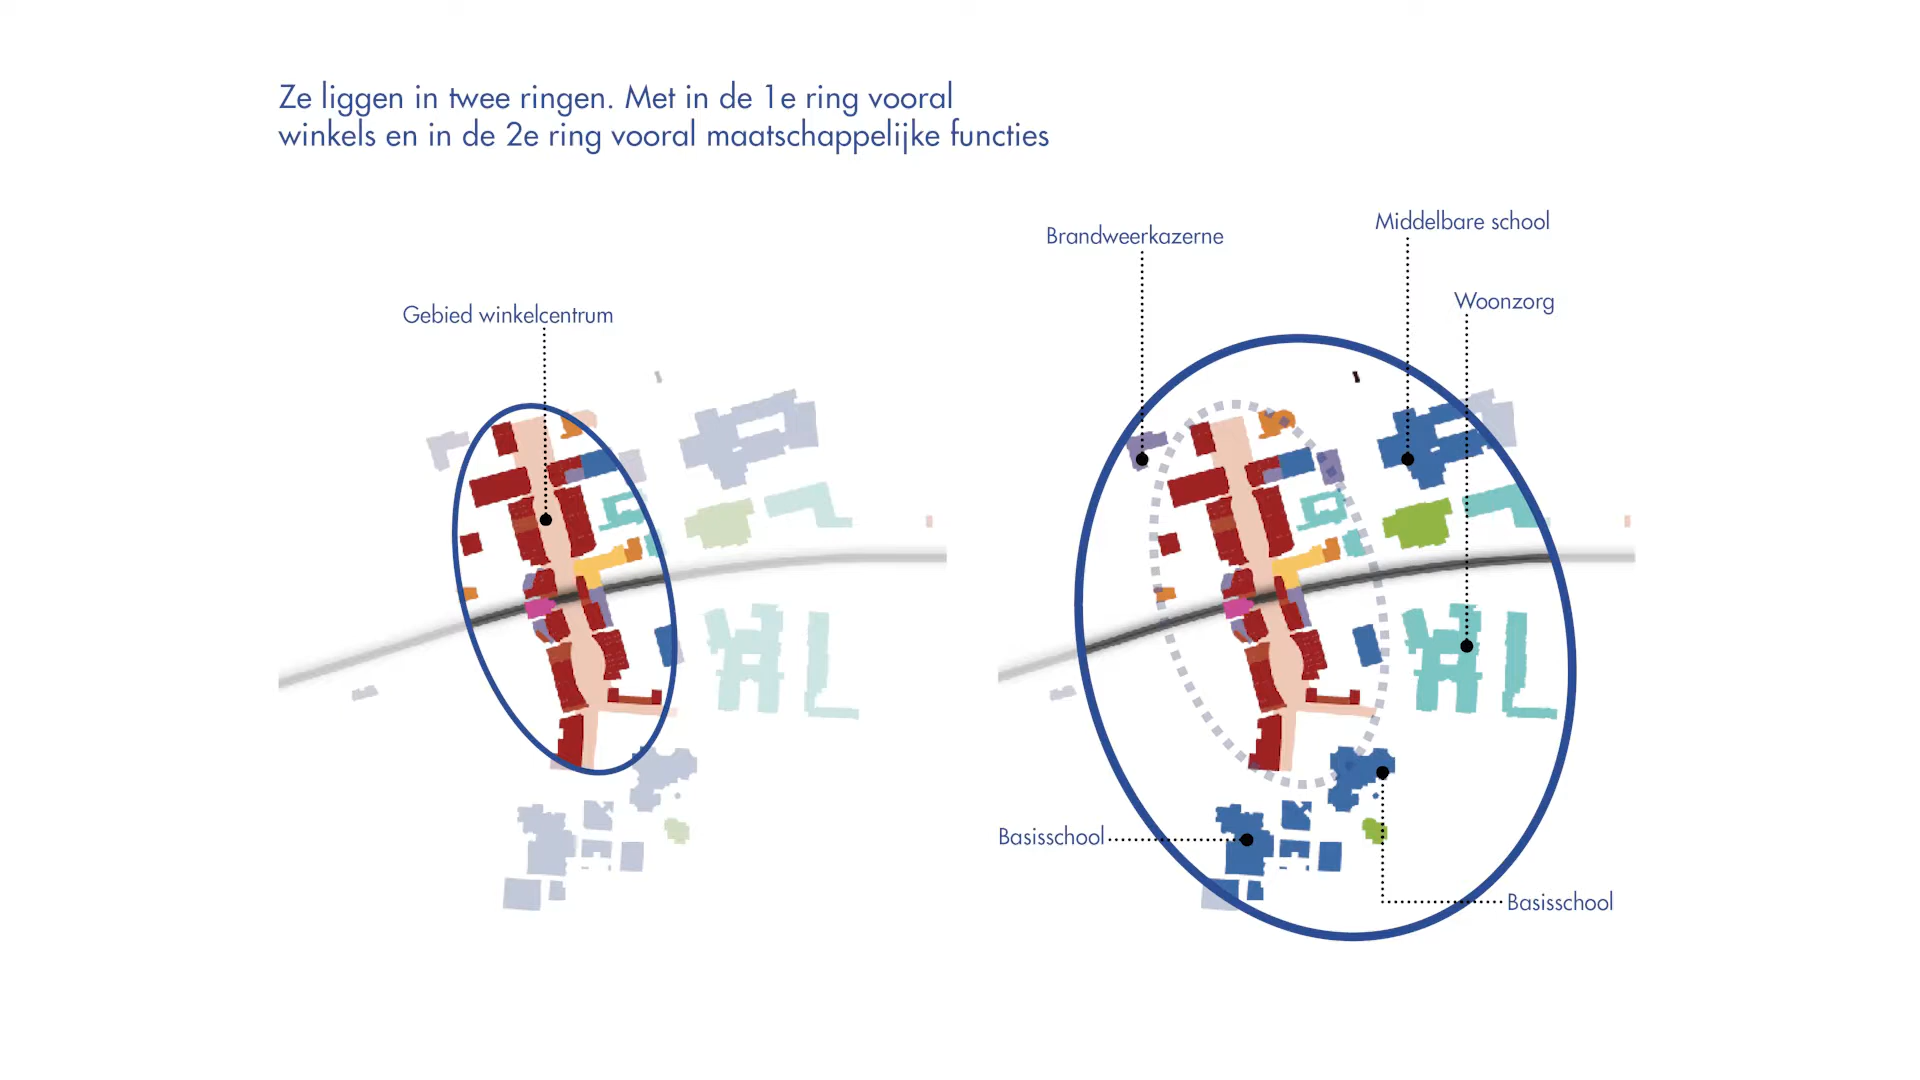 Ze liggen in twee ringen. Met in de 1e ring vooral
winkels en in de 2e ring vooral maatschappelijke functies
Gebied winkelcentrum
Brandweerkazerne
Middelbare school
Woonzorg
Basisschool
Basisschool